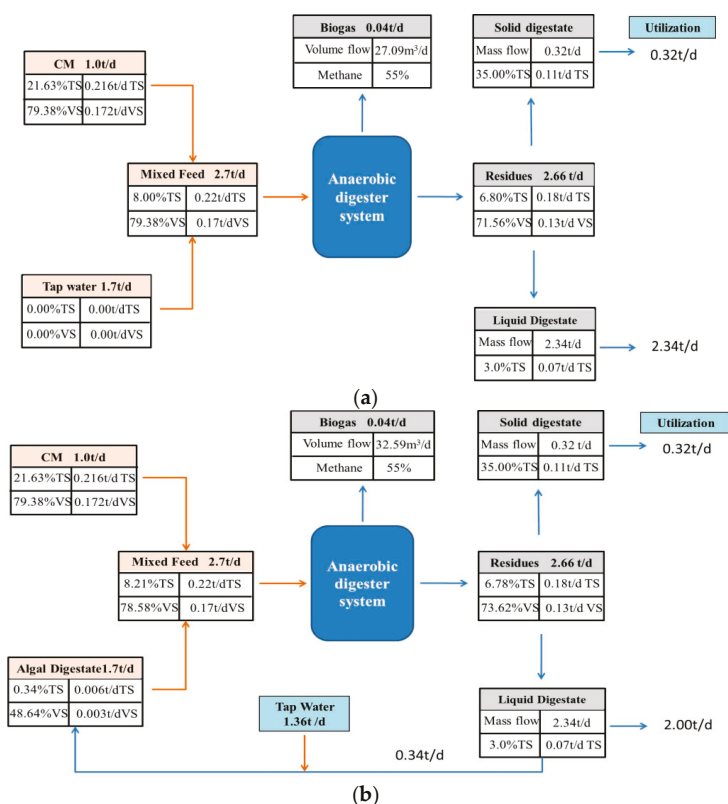 Biogas 0.04t/d
Volume flow 27.09m³/d
Methane 55%
Solid digestate
Mass flow 0.32t/d
35.00%TS 0.11t/d TS
Utilization
0.32t/d
CM 1.0t/d
21.63%TS 0.216t/d TS
79.38%VS 0.172t/dVS
Mixed Feed 2.7t/d
8.00%TS 0.22t/dTS
79.38%VS 0.17t/dVS
Anaerobic
digester
system
Residues 2.66 t/d
6.80%TS 0.18t/d TS
71.56%VS 0.13t/d VS
Tap water 1.7t/d
0.00%TS 0.00t/dTS
0.00%VS 0.00t/dVS
Liquid Digestate
Mass flow 2.34t/d
3.0%TS 0.07t/d TS
2.34t/d
(a)
Biogas 0.04t/d
Volume flow 32.59m³/d
Methane 55%
Solid digestate
Mass flow 0.32 t/d
35.00%TS 0.11t/d TS
Utilization
0.32t/d
CM 1.0t/d
21.63%TS 0.216t/d TS
79.38%VS 0.172t/dVS
Mixed Feed 2.7t/d
8.21%TS 0.22t/dTS
78.58%VS 0.17t/dVS
Anaerobic
digester
system
Residues 2.66 t/d
6.78%TS 0.18t/d TS
73.62%VS 0.13t/d VS
Algal Digestate1.7t/d
0.34%TS 0.006t/dTS
48.64%VS 0.003t/dVS
Tap Water
1.36t /d
Liquid Digestate
Mass flow 2.34t/d
3.0%TS 0.07t/d TS
2.00t/d
0.34t/d
(b)